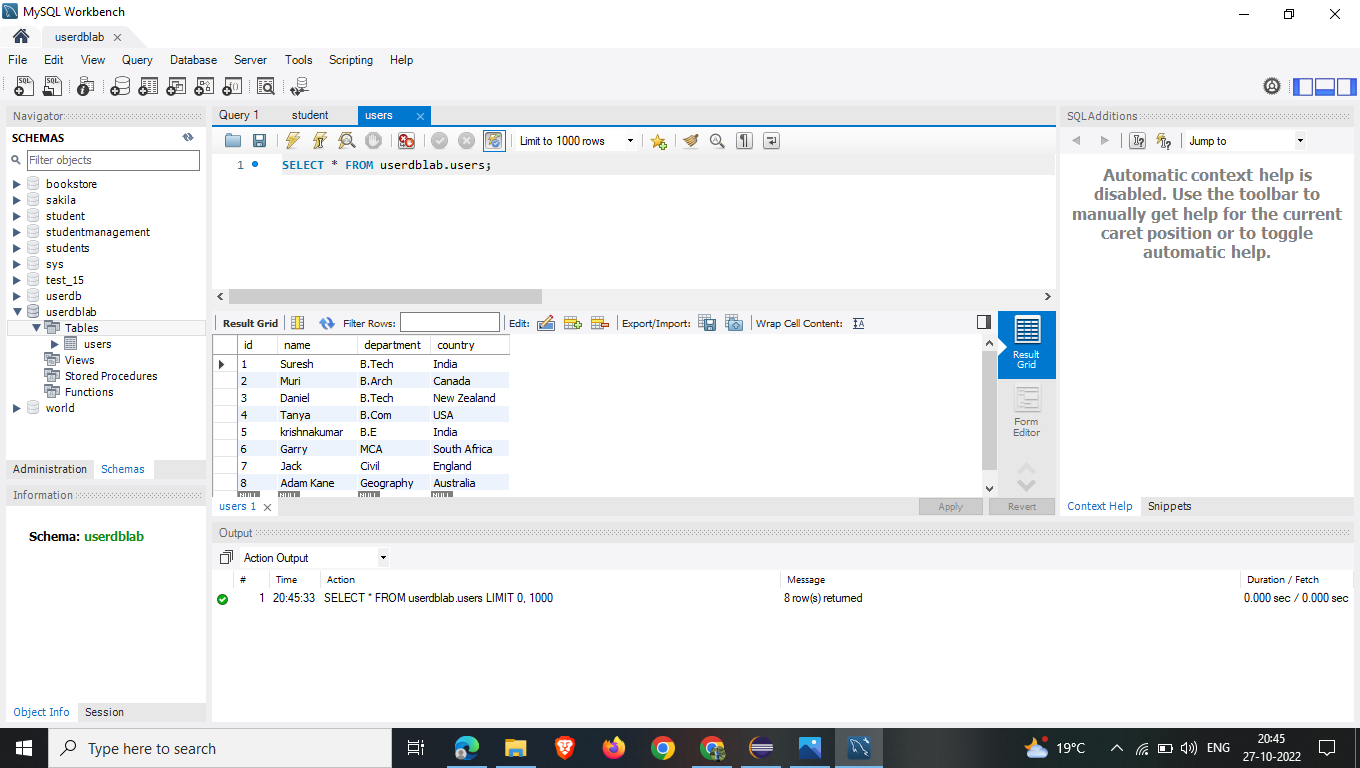 MySQL Workbench
userdblab
File Edit View Query Database Server Tools Scripting Help
Navigator
SCHEMAS
Filter objects
bookstore
sakila
student
studentmanagement
students
sys
test_15
userdb
userdblab
Tables
users
Views
Stored Procedures
Functions
world
Administration Schemas
Information
Schema: userdblab
Object Info Session
Query 1 student users
Limit to 1000 rows
1 SELECT * FROM userdblab.users;
Result Grid Filter Rows: Edit: Export/Import: Wrap Cell Content:
id name department country
1 Suresh B.Tech India
2 Muri B.Arch Canada
3 Daniel B.Tech New Zealand
4 Tanya B.Com USA
5 krishnakumar B.E India
6 Garry MCA South Africa
7 Jack Civil England
8 Adam Kane Geography Australia
NULL NULL NULL NULL
Result
Grid
Form
Editor
users 1 Apply Revert
SQLAdditions
Jump to
Automatic context help is
disabled. Use the toolbar to
manually get help for the current
caret position or to toggle
automatic help.
Context Help Snippets
Output
Action Output
# Time Action Message Duration / Fetch
1 20:45:33 SELECT * FROM userdblab.users LIMIT 0, 1000 8 row(s) returned 0.000 sec / 0.000 sec
Type here to search
19°C
ENG
20:45
27-10-2022